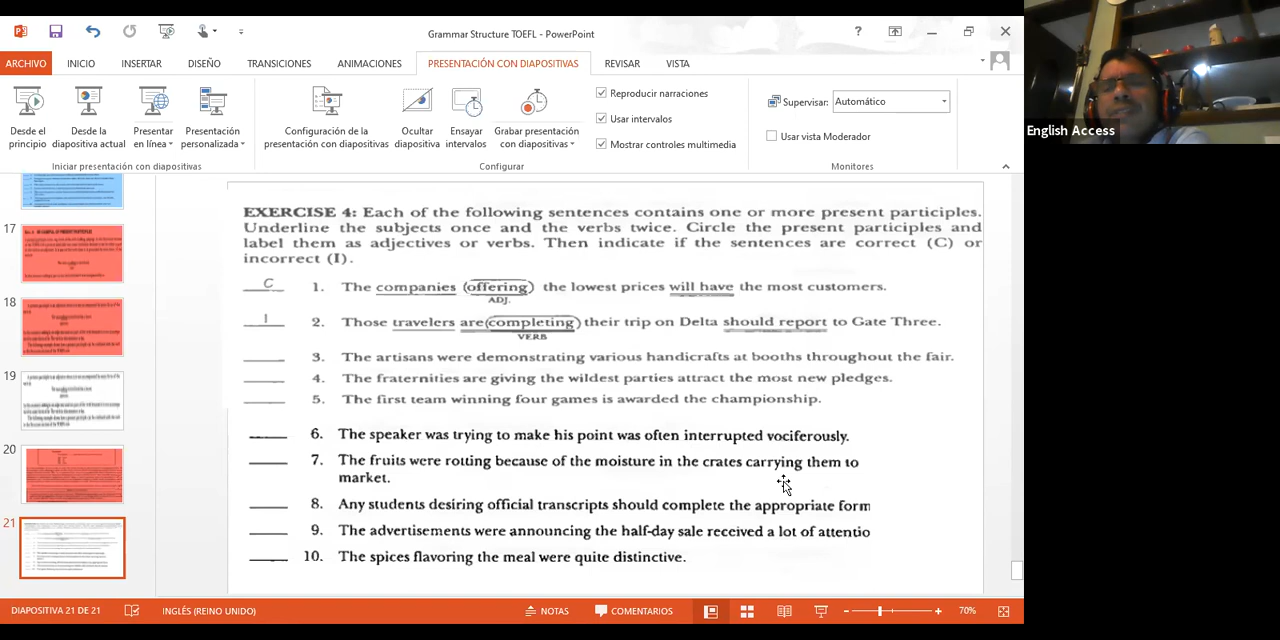 Grammar Structure TOEFL - PowerPoint
ARCHIVO INICIO INSERTAR DISEÑO TRANSICIONES ANIMACIONES PRESENTACIÓN CON DIAPOSITIVAS REVISAR VISTA
Desde el principio
Desde la diapositiva actual
Presentar en línea
Presentación personalizada
Iniciar presentación con diapositivas
Configuración de la presentación con diapositivas
Ocultar diapositiva
Ensayar intervalos
Grabar presentación con diapositivas
Reproducir narraciones
Usar intervalos
Mostrar controles multimedia
Configurar
Supervisar: Automático
Usar vista Moderador
Monitores
English Access
17
18
19
20
21
EXERCISE 4: Each of the following sentences contains one or more present participles.
Underline the subjects once and the verbs twice. Circle the present participles and
label them as adjectives or verbs. Then indicate if the sentences are correct (C) or
incorrect (I).
C 1. The companies (offering) the lowest prices will have the most customers.
ADJ.
I 2. Those travelers are (completing) their trip on Delta should report to Gate Three.
VERB
3. The artisans were demonstrating various handicrafts at booths throughout the fair.
4. The fraternities are giving the wildest parties attract the most new pledges.
5. The first team winning four games is awarded the championship.
6. The speaker was trying to make his point was often interrupted vociferously.
7. The fruits were rotting because of the moisture in the crates carrying them to
market.
8. Any students desiring official transcripts should complete the appropriate form
9. The advertisements were announcing the half-day sale received a lot of attentio
10. The spices flavoring the meal were quite distinctive.
DIAPOSITIVA 21 DE 21 INGLÉS (REINO UNIDO) NOTAS COMENTARIOS 70%